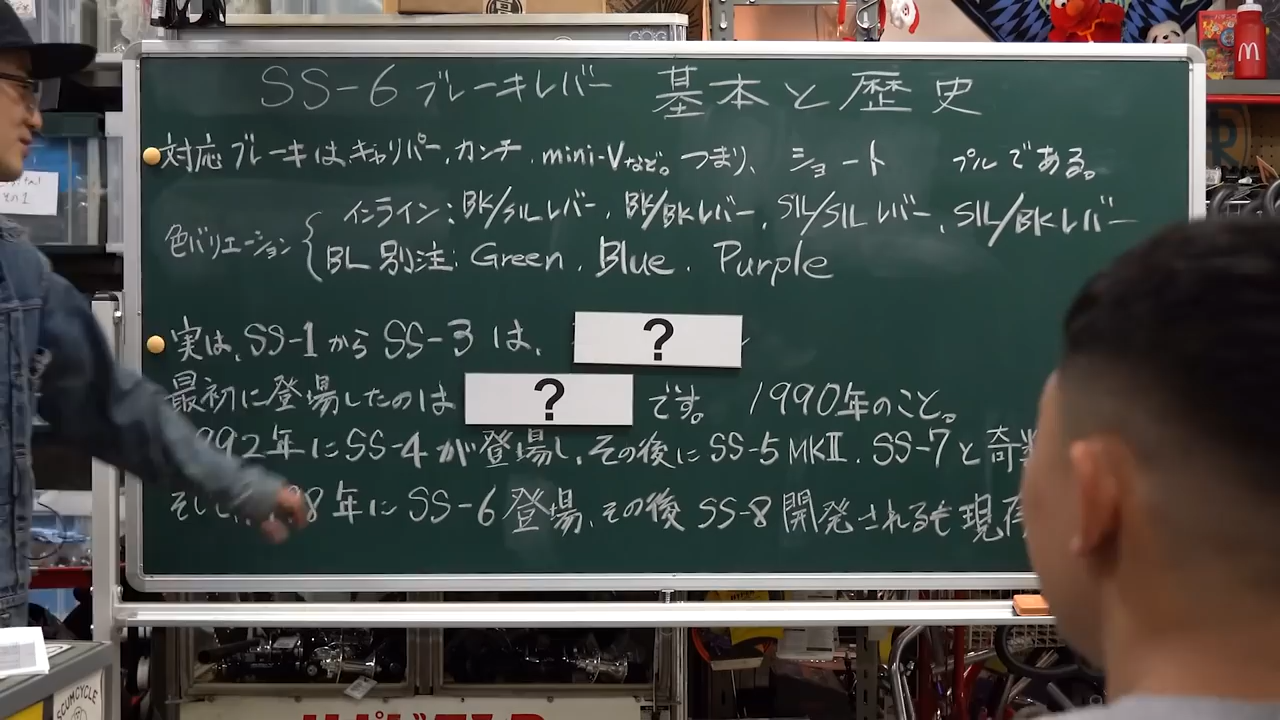 SS-6 ブレーキレバー 基本と歴史
対応ブレーキは、キャリパー、カンチ、mini-Vなど。つまり、ショート プルである。
色バリエーション
インライン:BK/SILレバー、BK/BKレバー、SIL/SILレバー、SIL/BKレバー
BL別注:Green、Blue、Purple
実は、SS-1からSS-3は、 ?
最初に登場したのは ? です。 1990年のこと。
992年にSS-4が登場し、その後にSS-5 MKII、SS-7と奇
そして、 8年にSS-6登場、その後SS-8開発されるも現存
SCUMCYCLE